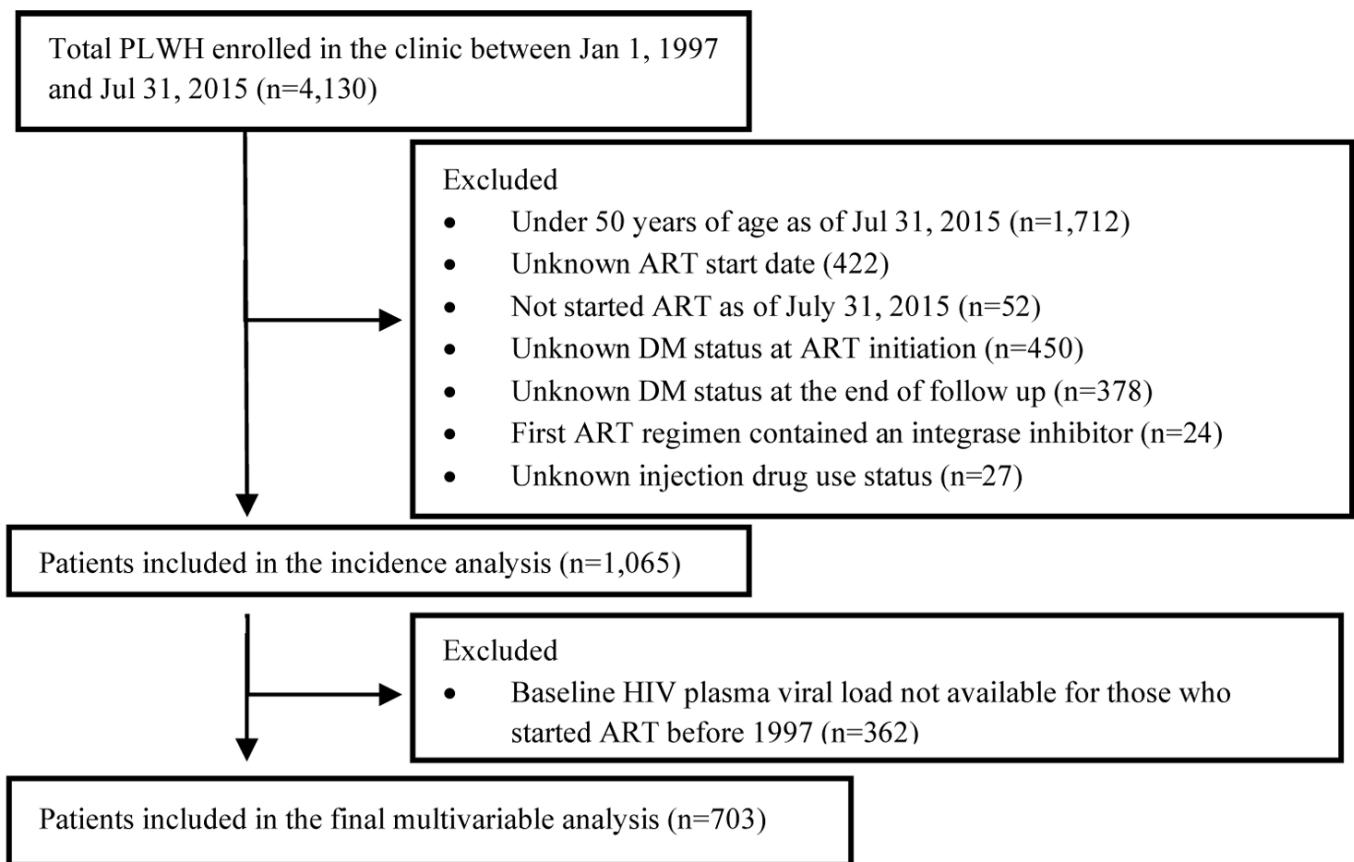 Total PLWH enrolled in the clinic between Jan 1, 1997
and Jul 31, 2015 (n=4,130)
Excluded
• Under 50 years of age as of Jul 31, 2015 (n=1,712)
• Unknown ART start date (422)
• Not started ART as of July 31, 2015 (n=52)
• Unknown DM status at ART initiation (n=450)
• Unknown DM status at the end of follow up (n=378)
• First ART regimen contained an integrase inhibitor (n=24)
• Unknown injection drug use status (n=27)
Patients included in the incidence analysis (n=1,065)
Excluded
• Baseline HIV plasma viral load not available for those who
started ART before 1997 (n=362)
Patients included in the final multivariable analysis (n=703)